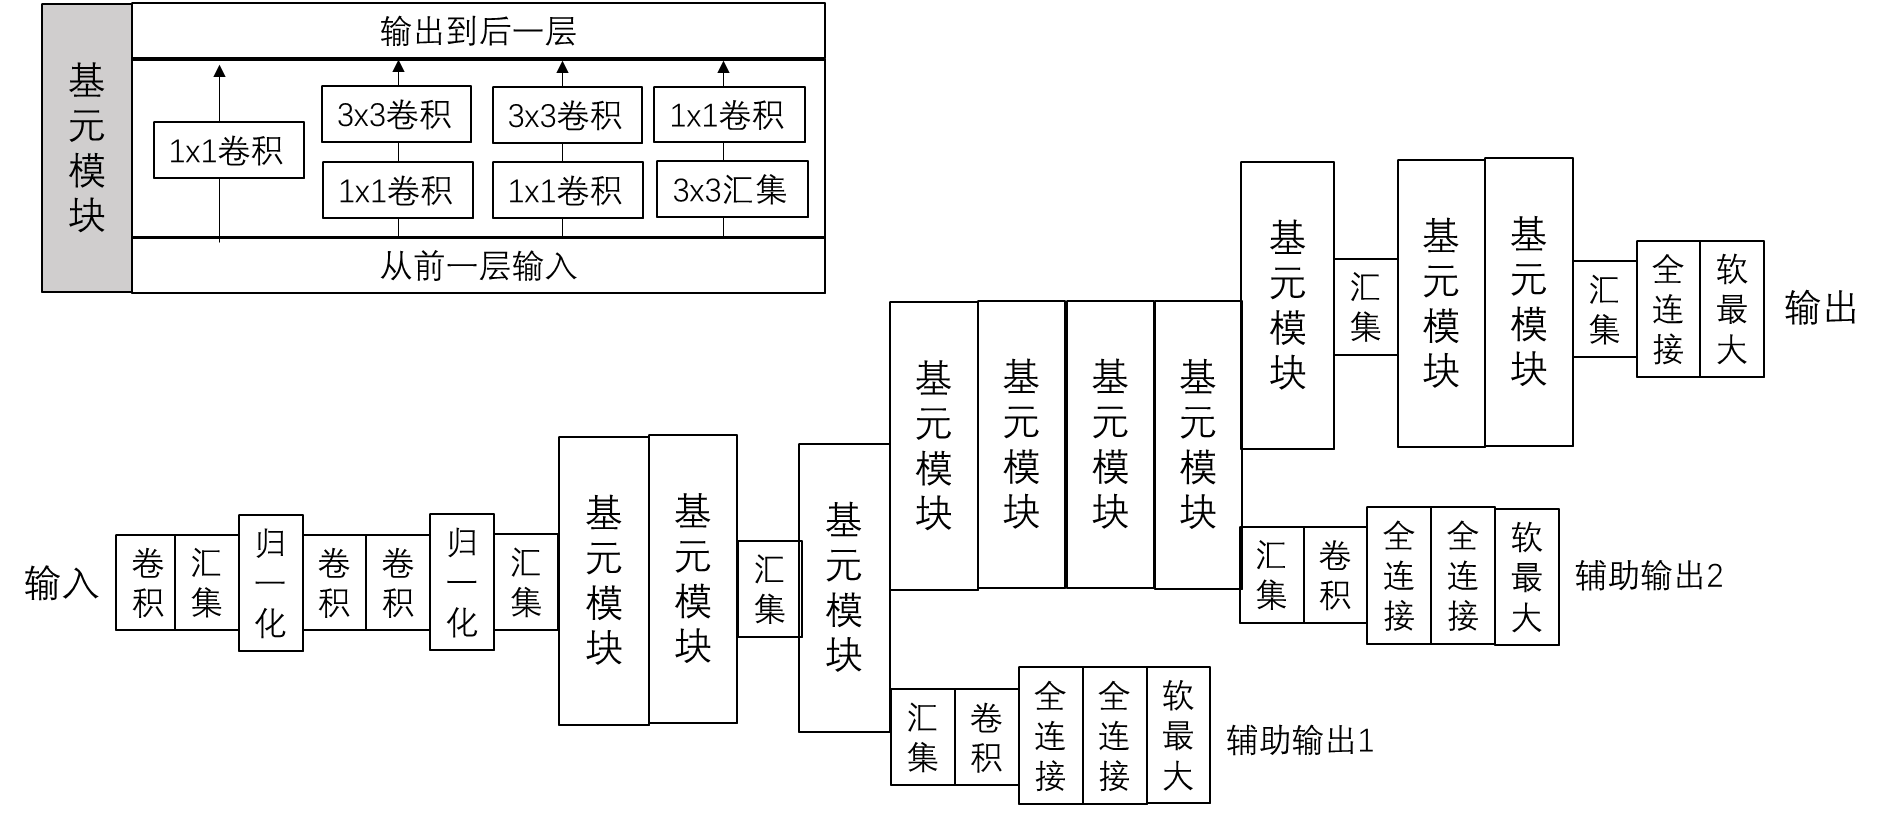 基元模块
输出到后一层
1x1卷积
3x3卷积
1x1卷积
3x3卷积
1x1卷积
1x1卷积
3x3汇集
从前一层输入
输入
卷积
汇集
归一化
卷积
卷积
归一化
汇集
基元模块
基元模块
汇集
基元模块
基元模块
基元模块
基元模块
基元模块
基元模块
汇集
基元模块
基元模块
汇集
全连接
软最大
输出
汇集
卷积
全连接
全连接
软最大
辅助输出2
汇集
卷积
全连接
全连接
软最大
辅助输出1